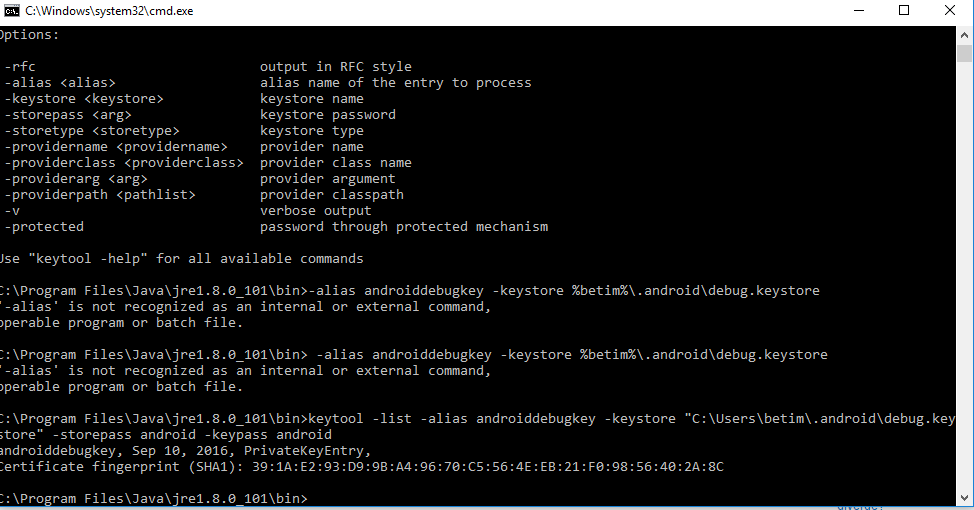 C:\Windows\system32\cmd.exe
Options:
-rfc output in RFC style
-alias <alias> alias name of the entry to process
-keystore <keystore> keystore name
-storepass <arg> keystore password
-storetype <storetype> keystore type
-providername <providername> provider name
-providerclass <providerclass> provider class name
-providerarg <arg> provider argument
-providerpath <pathlist> provider classpath
-v verbose output
-protected password through protected mechanism
Use "keytool -help" for all available commands
C:\Program Files\Java\jre1.8.0_101\bin>-alias androiddebugkey -keystore %betim%\.android\debug.keystore
'-alias' is not recognized as an internal or external command,
operable program or batch file.
C:\Program Files\Java\jre1.8.0_101\bin> -alias androiddebugkey -keystore %betim%\.android\debug.keystore
'-alias' is not recognized as an internal or external command,
operable program or batch file.
C:\Program Files\Java\jre1.8.0_101\bin>keytool -list -alias androiddebugkey -keystore "C:\Users\betim\.android\debug.key
store" -storepass android -keypass android
androiddebugkey, Sep 10, 2016, PrivateKeyEntry,
Certificate fingerprint (SHA1): 39:1A:E2:93:D9:9B:A4:96:70:C5:56:4E:EB:21:F0:98:56:40:2A:8C
C:\Program Files\Java\jre1.8.0_101\bin>